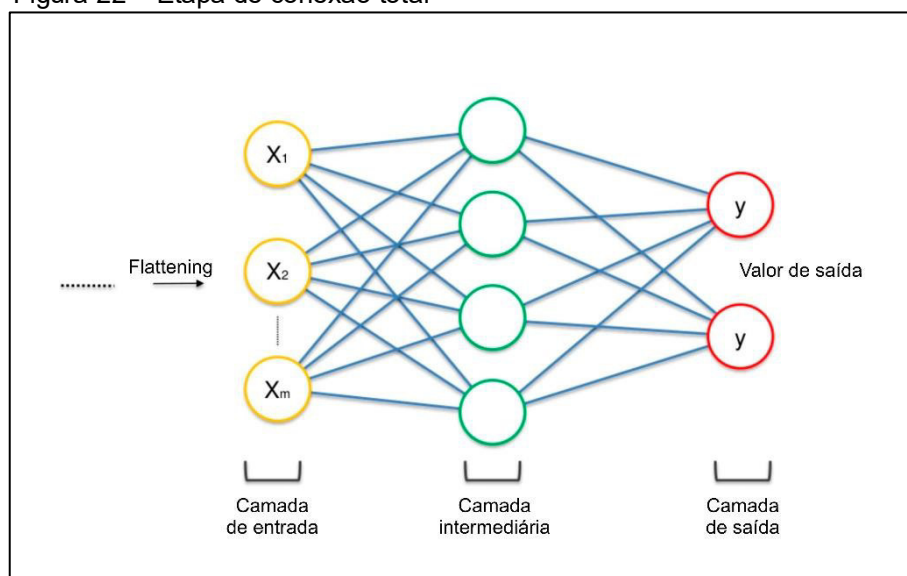 Figura 22 – Etapa de conexão total
X1
Flattening
X2
Xm
y
Valor de saída
y
Camada
de entrada
Camada
intermediária
Camada
de saída